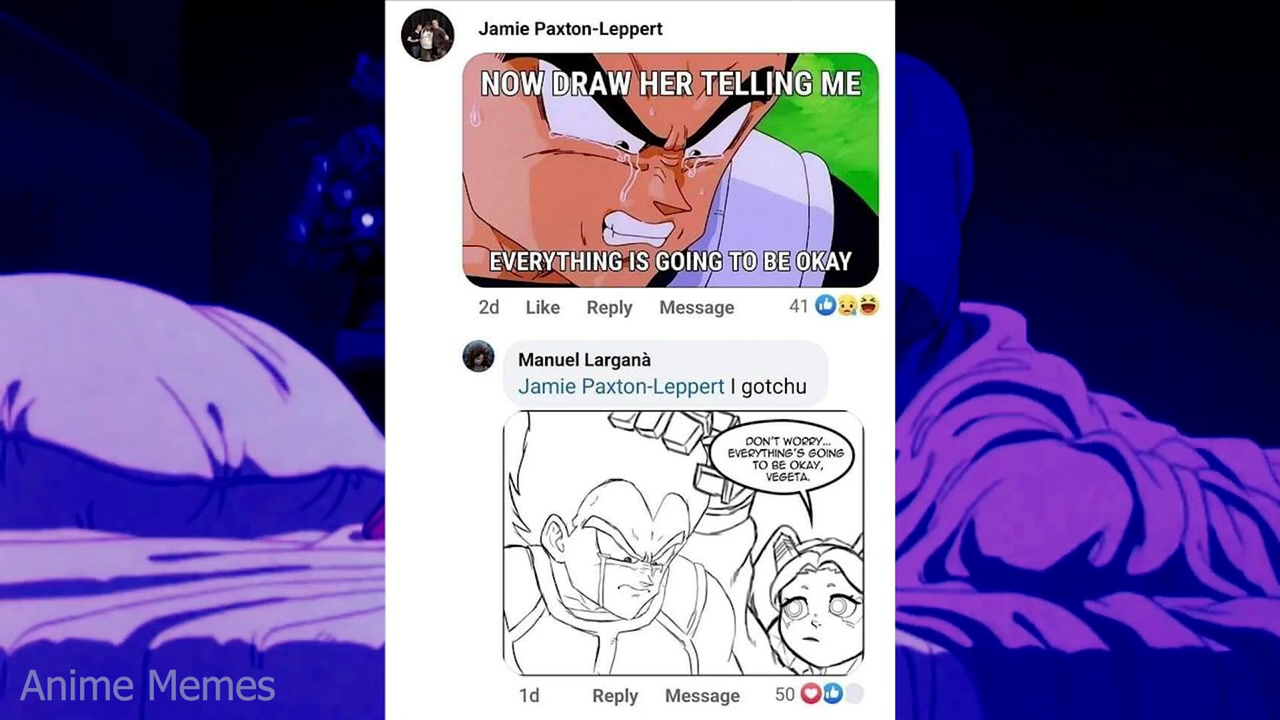 Jamie Paxton-Leppert
NOW DRAW HER TELLING ME
EVERYTHING IS GOING TO BE OKAY
2d Like Reply Message 41
Manuel Larganà
Jamie Paxton-Leppert I gotchu
DON'T WORRY...
EVERYTHING'S GOING
TO BE OKAY,
VEGETA.
1d Reply Message 50
Anime Memes